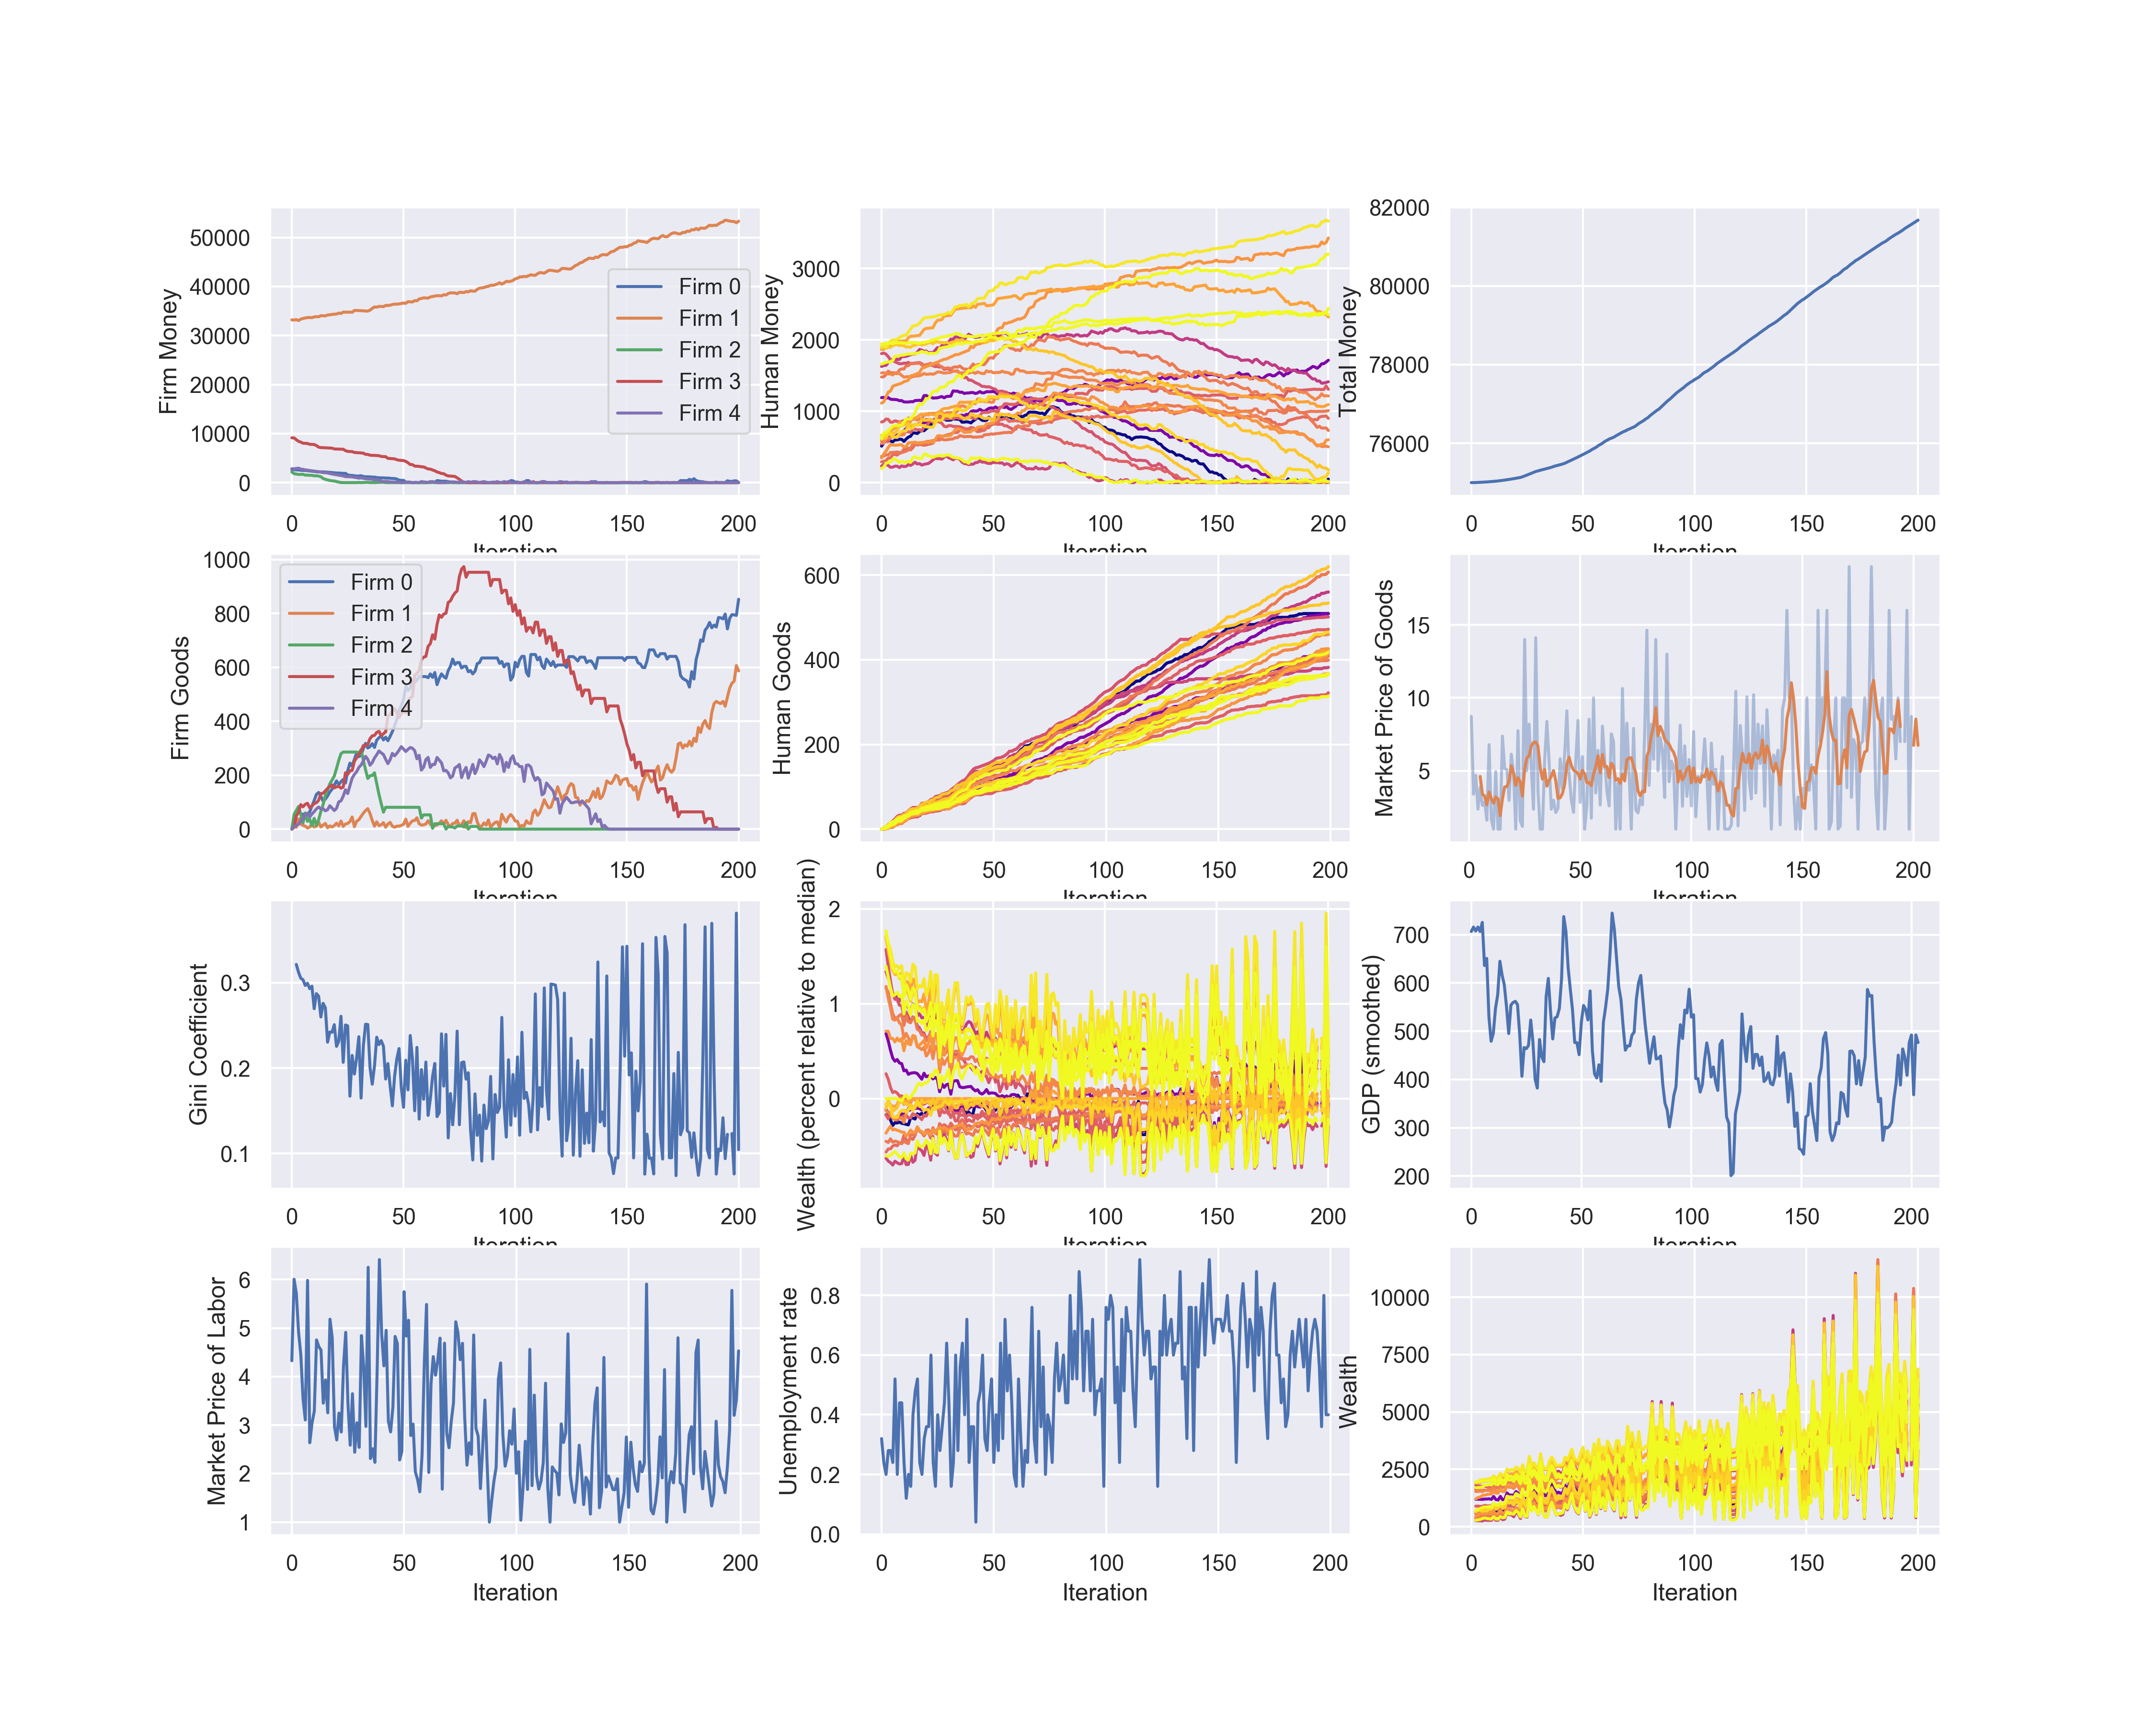 Firm Money
50000
40000
30000
20000
10000
0
Firm 0
Firm 1
Firm 2
Firm 3
Firm 4
0 50 100 150 200
Iteration
Human Money
3000
2000
1000
0
0 50 100 150 200
Iteration
Total Money
82000
80000
78000
76000
0 50 100 150 200
Iteration
Firm Goods
1000
800
600
400
200
0
Firm 0
Firm 1
Firm 2
Firm 3
Firm 4
0 50 100 150 200
Iteration
Human Goods
600
400
200
0
0 50 100 150 200
Iteration
Market Price of Goods
15
10
5
0 50 100 150 200
Iteration
Gini Coefficient
0.3
0.2
0.1
0 50 100 150 200
Iteration
Wealth (percent relative to median)
2
1
0
0 50 100 150 200
Iteration
GDP (smoothed)
700
600
500
400
300
200
0 50 100 150 200
Iteration
Market Price of Labor
6
5
4
3
2
1
0 50 100 150 200
Iteration
Unemployment rate
0.8
0.6
0.4
0.2
0.0
0 50 100 150 200
Iteration
Wealth
10000
7500
5000
2500
0
0 50 100 150 200
Iteration